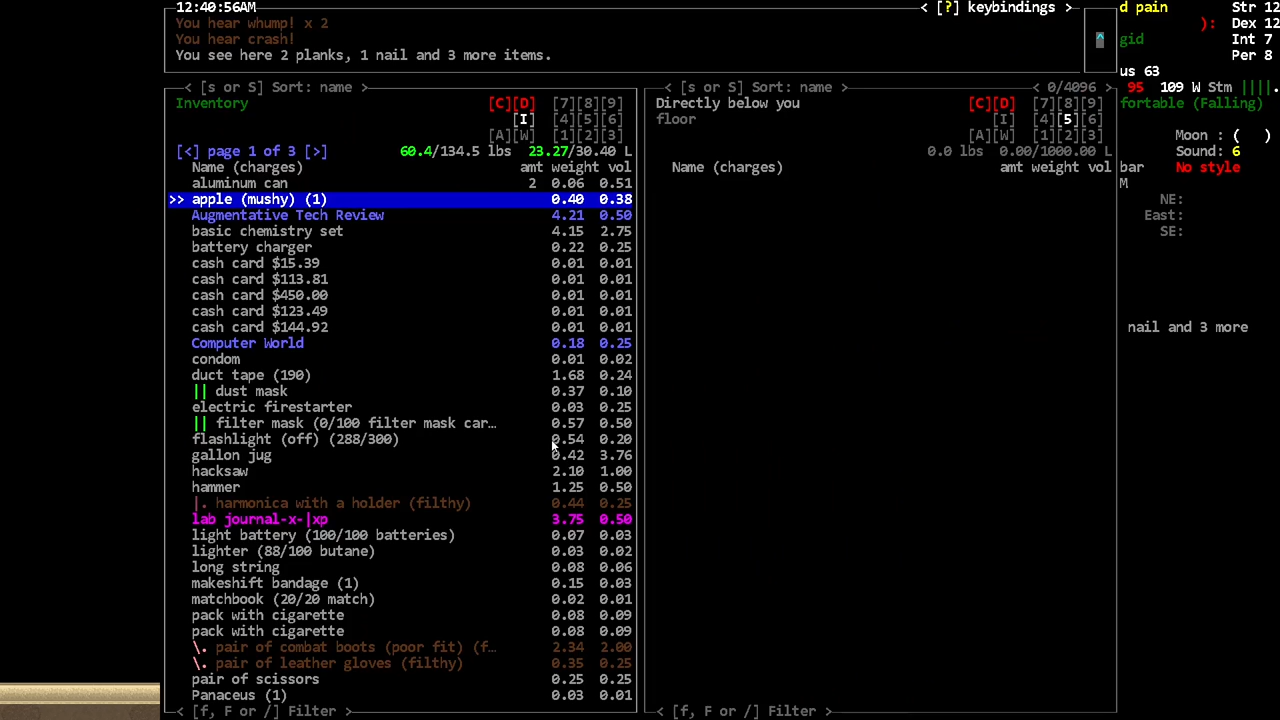 12:40:56AM
You hear whump! x 2
You hear crash!
You see here 2 planks, 1 nail and 3 more items.
< [?] keybindings >
d pain
):
gid
us 63
95 109 W Stm ||||.
fortable (Falling)
Str 12
Dex 12
Int 7
Per 8
Moon : ( )
Sound: 6
bar No style
M
NE:
East:
SE:
nail and 3 more
< [s or S] Sort: name >
Inventory
[C][D] [7][8][9]
[I] [4][5][6]
[A][W] [1][2][3]
[<] page 1 of 3 [>] 60.4/134.5 lbs 23.27/30.40 L
Name (charges) amt weight vol
aluminum can 2 0.06 0.51
>> apple (mushy) (1) 0.40 0.38
Augmentative Tech Review 4.21 0.50
basic chemistry set 4.15 2.75
battery charger 0.22 0.25
cash card $15.39 0.01 0.01
cash card $113.81 0.01 0.01
cash card $450.00 0.01 0.01
cash card $123.49 0.01 0.01
cash card $144.92 0.01 0.01
Computer World 0.18 0.25
condom 0.01 0.02
duct tape (190) 1.68 0.24
|| dust mask 0.37 0.10
electric firestarter 0.03 0.25
|| filter mask (0/100 filter mask car… 0.57 0.50
flashlight (off) (288/300) 0.54 0.20
gallon jug 0.42 3.76
hacksaw 2.10 1.00
hammer 1.25 0.50
|. harmonica with a holder (filthy) 0.44 0.25
lab journal-x-|xp 3.75 0.50
light battery (100/100 batteries) 0.07 0.03
lighter (88/100 butane) 0.03 0.02
long string 0.08 0.06
makeshift bandage (1) 0.15 0.03
matchbook (20/20 match) 0.02 0.01
pack with cigarette 0.08 0.09
pack with cigarette 0.08 0.09
\. pair of combat boots (poor fit) (f… 2.34 2.00
\. pair of leather gloves (filthy) 0.35 0.25
pair of scissors 0.25 0.25
Panaceus (1) 0.03 0.01
< [f, F or /] Filter >
< [s or S] Sort: name >
< 0/4096 >
Directly below you
floor
[C][D] [7][8][9]
[I] [4][5][6]
[A][W] [1][2][3]
0.0 lbs 0.00/1000.00 L
Name (charges) amt weight vol
< [f, F or /] Filter >